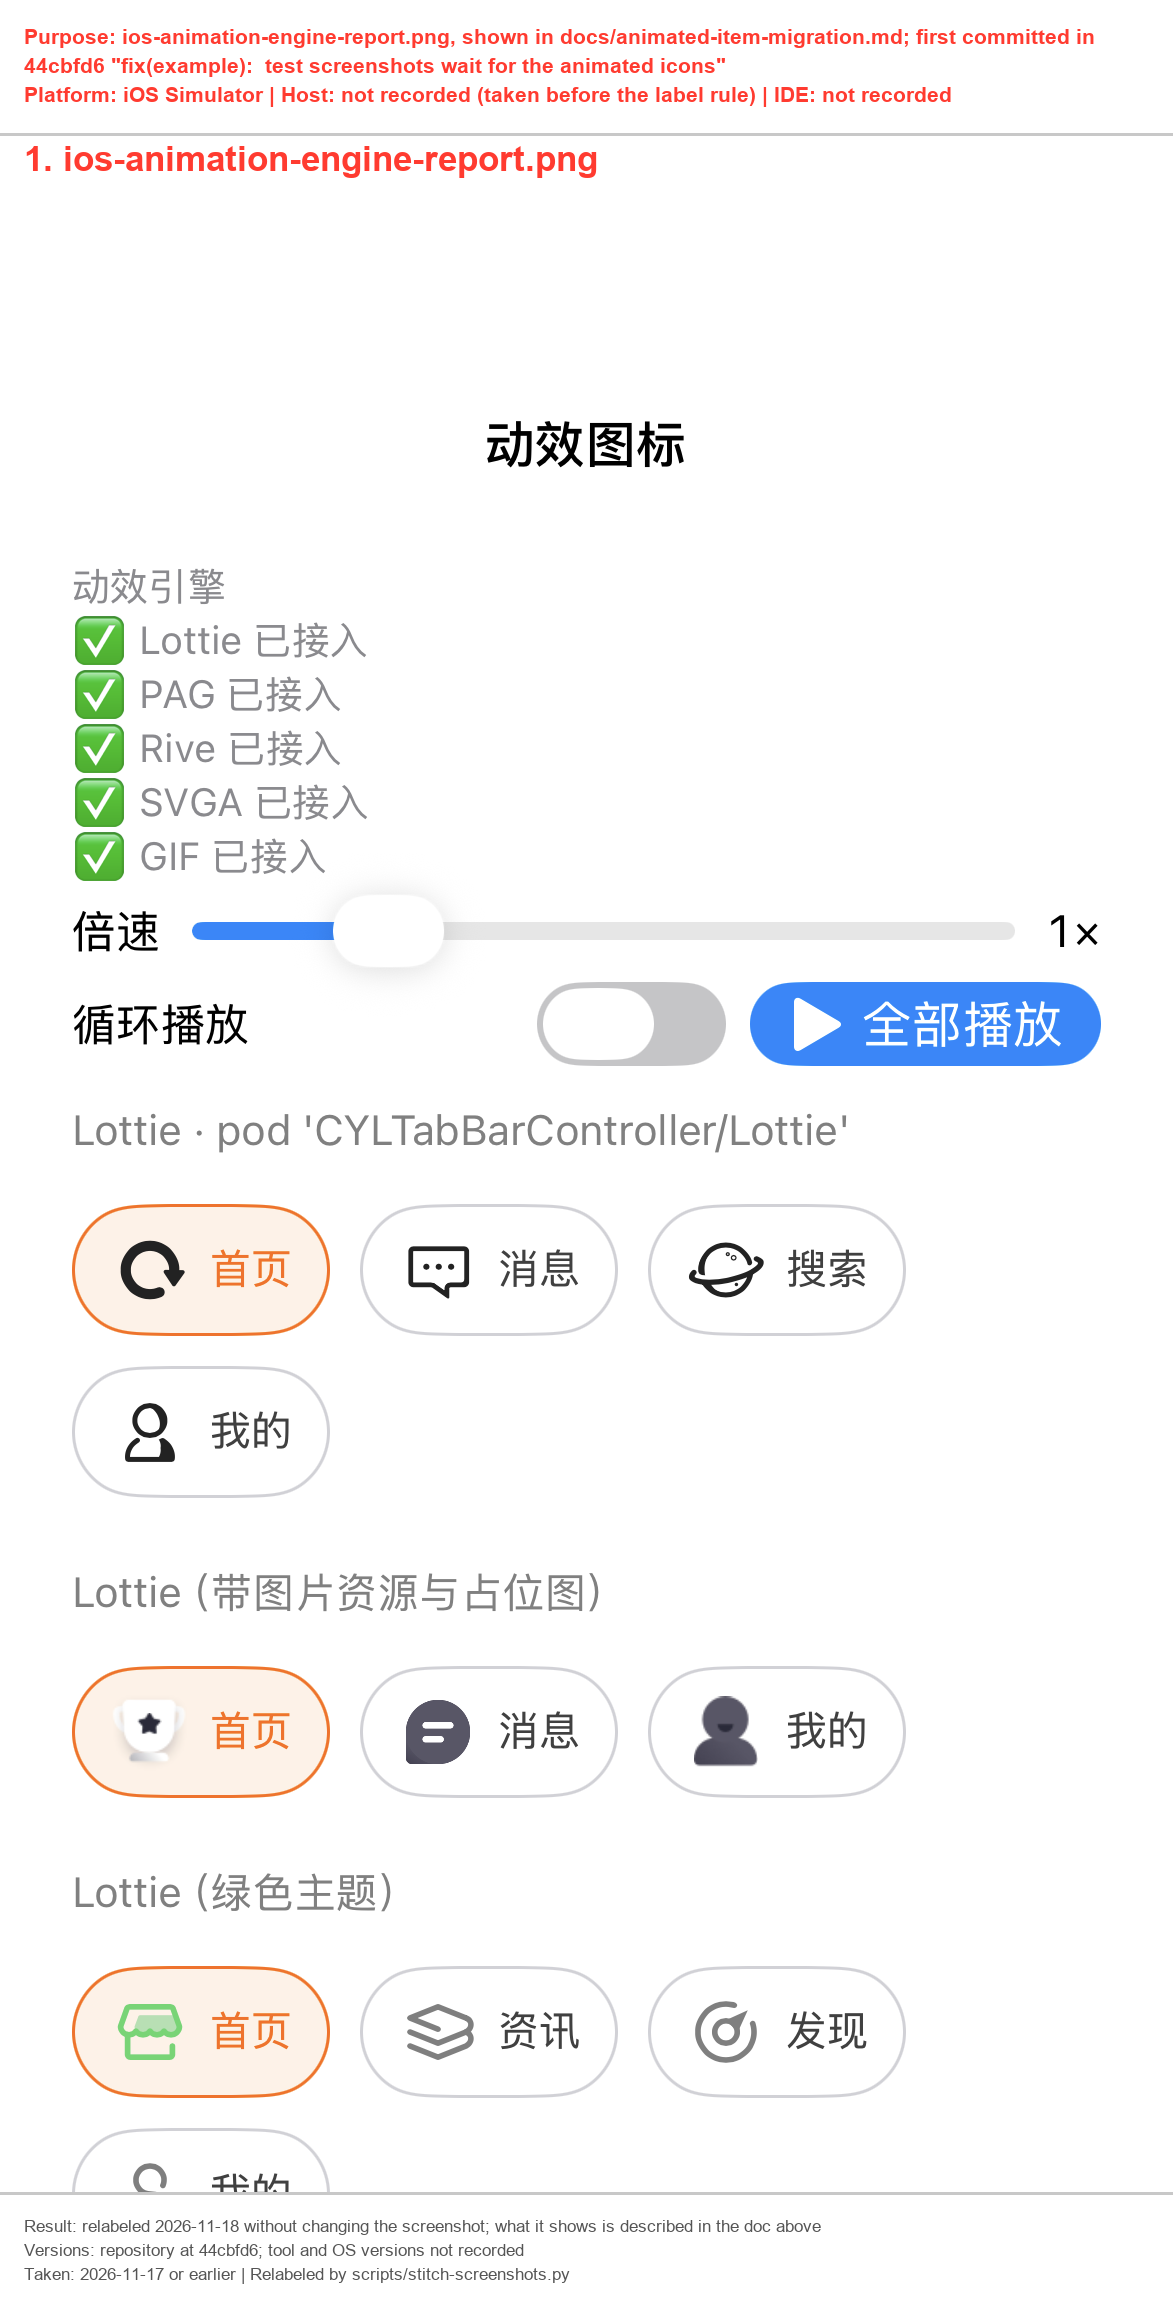 Purpose: ios-animation-engine-report.png, shown in docs/animated-item-migration.md; first committed in
44cbfd6 "fix(example):  test screenshots wait for the animated icons"
Platform: iOS Simulator | Host: not recorded (taken before the label rule) | IDE: not recorded
1. ios-animation-engine-report.png
动效图标
动效引擎
✅ Lottie 已接入
✅ PAG 已接入
✅ Rive 已接入
✅ SVGA 已接入
✅ GIF 已接入
倍速 1×
循环播放 全部播放
Lottie · pod 'CYLTabBarController/Lottie'
首页 消息 搜索
我的
Lottie (带图片资源与占位图)
首页 消息 我的
Lottie (绿色主题)
首页 资讯 发现
我的
Result: relabeled 2026-11-18 without changing the screenshot; what it shows is described in the doc above
Versions: repository at 44cbfd6; tool and OS versions not recorded
Taken: 2026-11-17 or earlier | Relabeled by scripts/stitch-screenshots.py